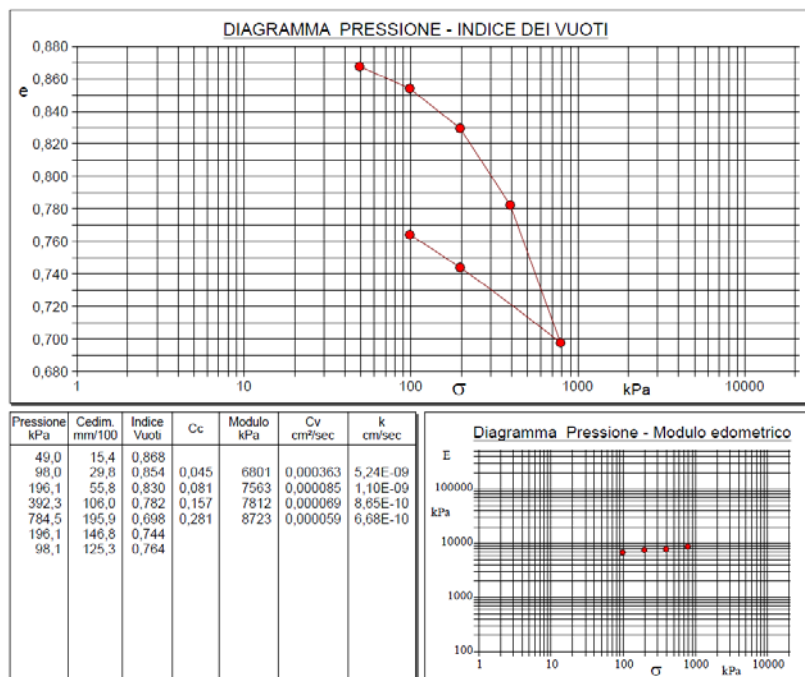 DIAGRAMMA PRESSIONE - INDICE DEI VUOTI
0,880
0,860
e
0,840
0,820
0,800
0,780
0,760
0,740
0,720
0,700
0,680
1 10 100 σ 1000 kPa 10000
Pressione kPa Cedim. mm/100 Indice Vuoti Cc Modulo kPa Cv cm²/sec k cm/sec
49,0 15,4 0,868
98,0 29,8 0,854 0,045 6801 0,000363 5,24E-09
196,1 55,8 0,830 0,081 7563 0,000085 1,10E-09
392,3 106,0 0,782 0,157 7812 0,000069 8,65E-10
784,5 195,9 0,698 0,281 8723 0,000059 6,68E-10
196,1 146,8 0,744
98,1 125,3 0,764
Diagramma Pressione - Modulo edometrico
E
100000
kPa
10000
1000
100
1 10 100 σ 1000 kPa 10000